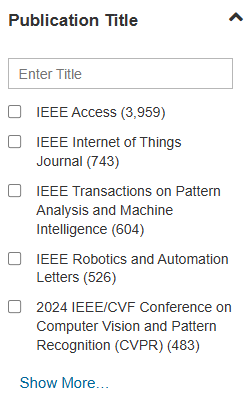 Publication Title
Enter Title
IEEE Access (3,959)
IEEE Internet of Things
Journal (743)
IEEE Transactions on Pattern
Analysis and Machine
Intelligence (604)
IEEE Robotics and Automation
Letters (526)
2024 IEEE/CVF Conference on
Computer Vision and Pattern
Recognition (CVPR) (483)
Show More...